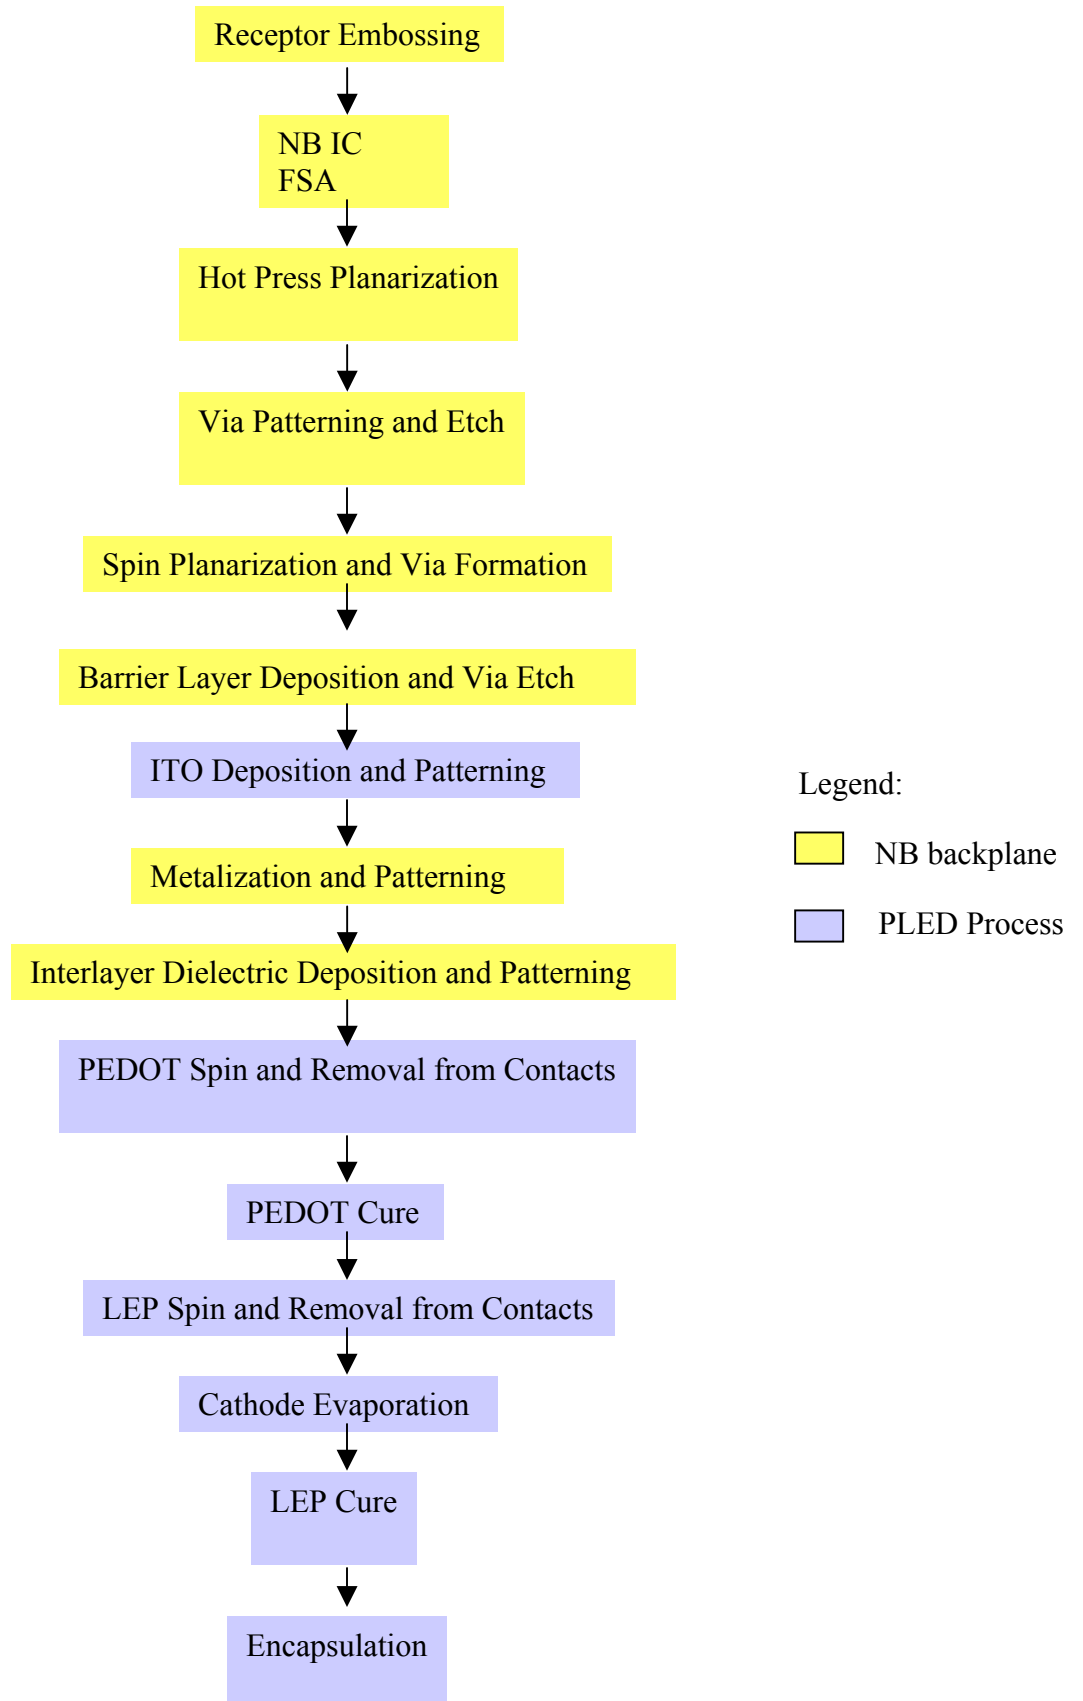 Receptor Embossing
NB IC
FSA
Hot Press Planarization
Via Patterning and Etch
Spin Planarization and Via Formation
Barrier Layer Deposition and Via Etch
ITO Deposition and Patterning
Metalization and Patterning
Interlayer Dielectric Deposition and Patterning
PEDOT Spin and Removal from Contacts
PEDOT Cure
LEP Spin and Removal from Contacts
Cathode Evaporation
LEP Cure
Encapsulation
Legend:
NB backplane
PLED Process